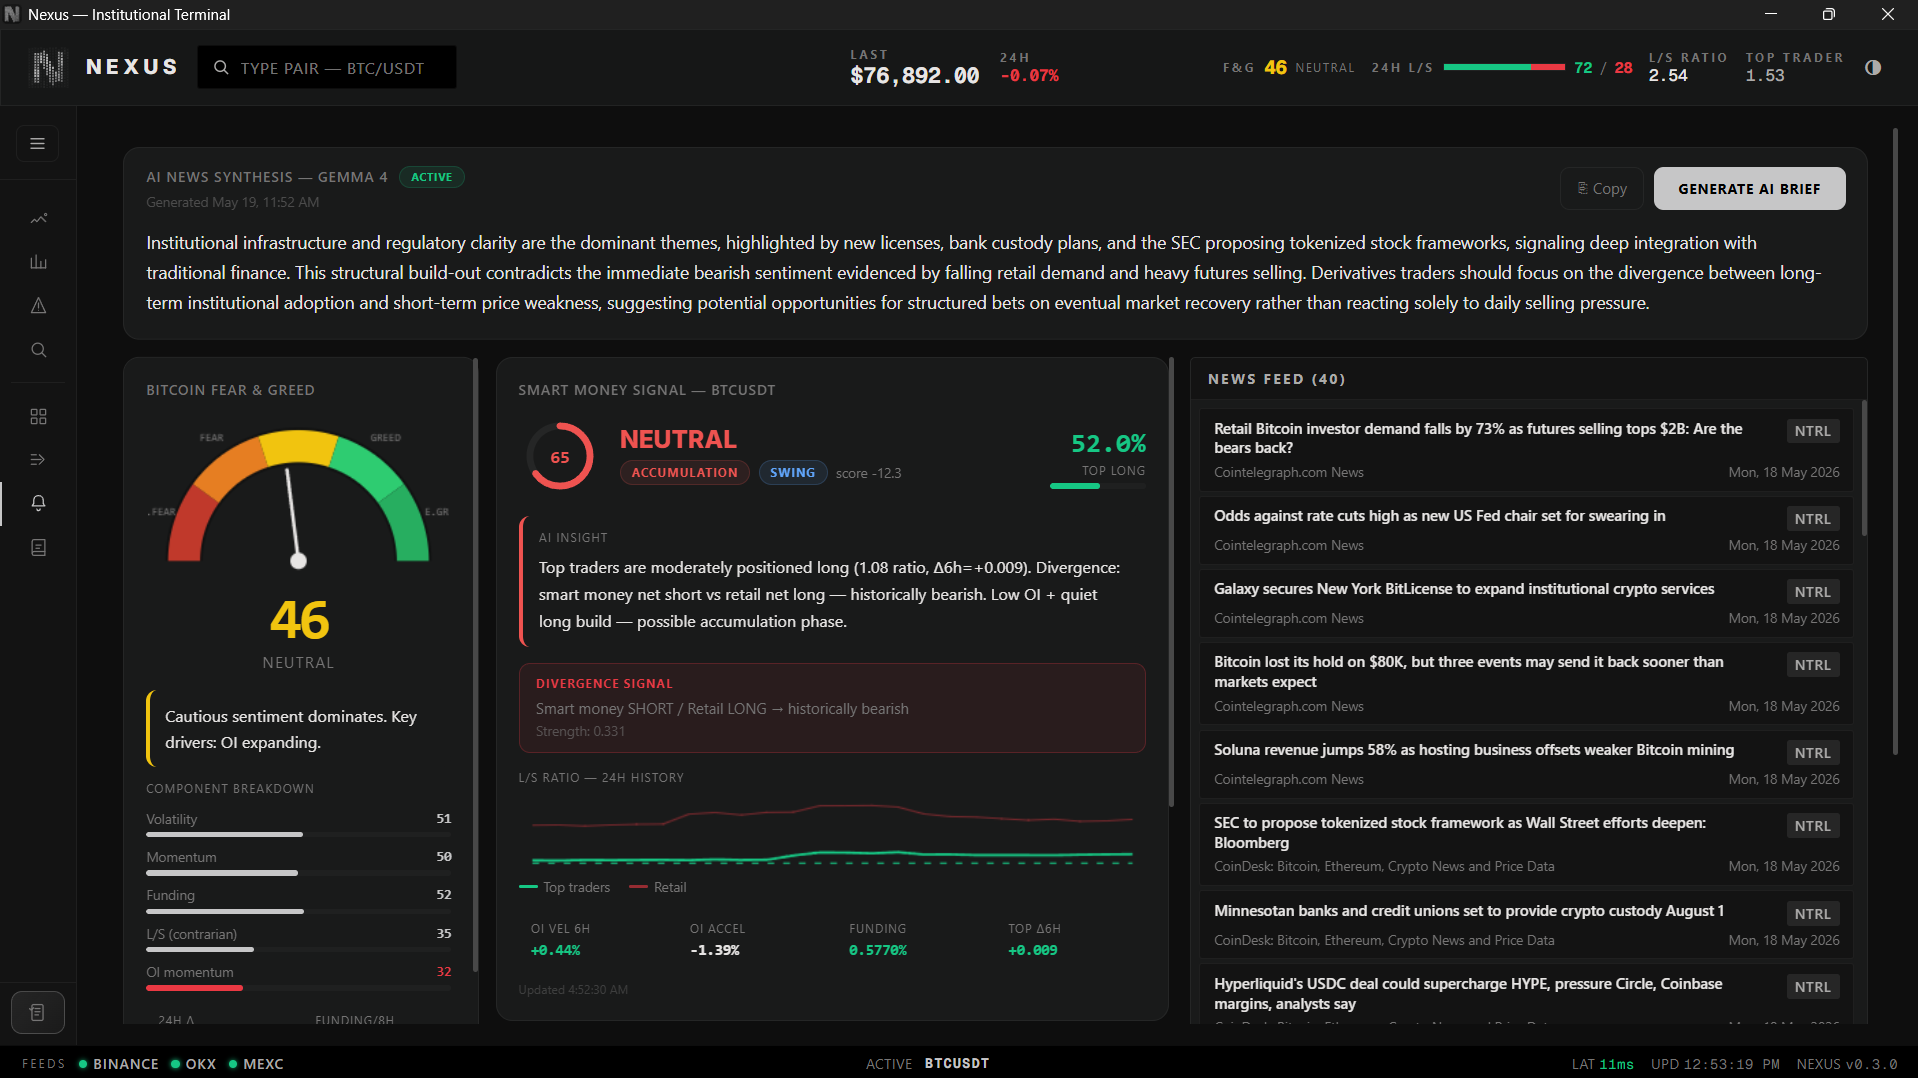 Nexus — Institutional Terminal
NEXUS
TYPE PAIR — BTC/USDT
LAST
$76,892.00
24H
-0.07%
F&G 46 NEUTRAL
24H L/S 72 / 28
L/S RATIO
2.54
TOP TRADER
1.53
AI NEWS SYNTHESIS — GEMMA 4 ACTIVE
Generated May 19, 11:52 AM
Copy
GENERATE AI BRIEF
Institutional infrastructure and regulatory clarity are the dominant themes, highlighted by new licenses, bank custody plans, and the SEC proposing tokenized stock frameworks, signaling deep integration with
traditional finance. This structural build-out contradicts the immediate bearish sentiment evidenced by falling retail demand and heavy futures selling. Derivatives traders should focus on the divergence between long-
term institutional adoption and short-term price weakness, suggesting potential opportunities for structured bets on eventual market recovery rather than reacting solely to daily selling pressure.
BITCOIN FEAR & GREED
FEAR
GREED
.FEAR
E.GR
46
NEUTRAL
Cautious sentiment dominates. Key
drivers: OI expanding.
COMPONENT BREAKDOWN
Volatility 51
Momentum 50
Funding 52
L/S (contrarian) 35
OI momentum 32
24H Δ FUNDING/8H
SMART MONEY SIGNAL — BTCUSDT
65
NEUTRAL
ACCUMULATION SWING score -12.3
52.0%
TOP LONG
AI INSIGHT
Top traders are moderately positioned long (1.08 ratio, Δ6h=+0.009). Divergence:
smart money net short vs retail net long — historically bearish. Low OI + quiet
long build — possible accumulation phase.
DIVERGENCE SIGNAL
Smart money SHORT / Retail LONG → historically bearish
Strength: 0.331
L/S RATIO — 24H HISTORY
Top traders Retail
OI VEL 6H
+0.44%
OI ACCEL
-1.39%
FUNDING
0.5770%
TOP Δ6H
+0.009
Updated 4:52:30 AM
NEWS FEED (40)
Retail Bitcoin investor demand falls by 73% as futures selling tops $2B: Are the
bears back?
NTRL
Cointelegraph.com News Mon, 18 May 2026
Odds against rate cuts high as new US Fed chair set for swearing in
NTRL
Cointelegraph.com News Mon, 18 May 2026
Galaxy secures New York BitLicense to expand institutional crypto services
NTRL
Cointelegraph.com News Mon, 18 May 2026
Bitcoin lost its hold on $80K, but three events may send it back sooner than
markets expect
NTRL
Cointelegraph.com News Mon, 18 May 2026
Soluna revenue jumps 58% as hosting business offsets weaker Bitcoin mining
NTRL
Cointelegraph.com News Mon, 18 May 2026
SEC to propose tokenized stock framework as Wall Street efforts deepen:
Bloomberg
NTRL
CoinDesk: Bitcoin, Ethereum, Crypto News and Price Data Mon, 18 May 2026
Minnesotan banks and credit unions set to provide crypto custody August 1
NTRL
CoinDesk: Bitcoin, Ethereum, Crypto News and Price Data Mon, 18 May 2026
Hyperliquid's USDC deal could supercharge HYPE, pressure Circle, Coinbase
margins, analysts say
NTRL
FEEDS BINANCE OKX MEXC
ACTIVE BTCUSDT
LAT 11ms UPD 12:53:19 PM NEXUS v0.3.0